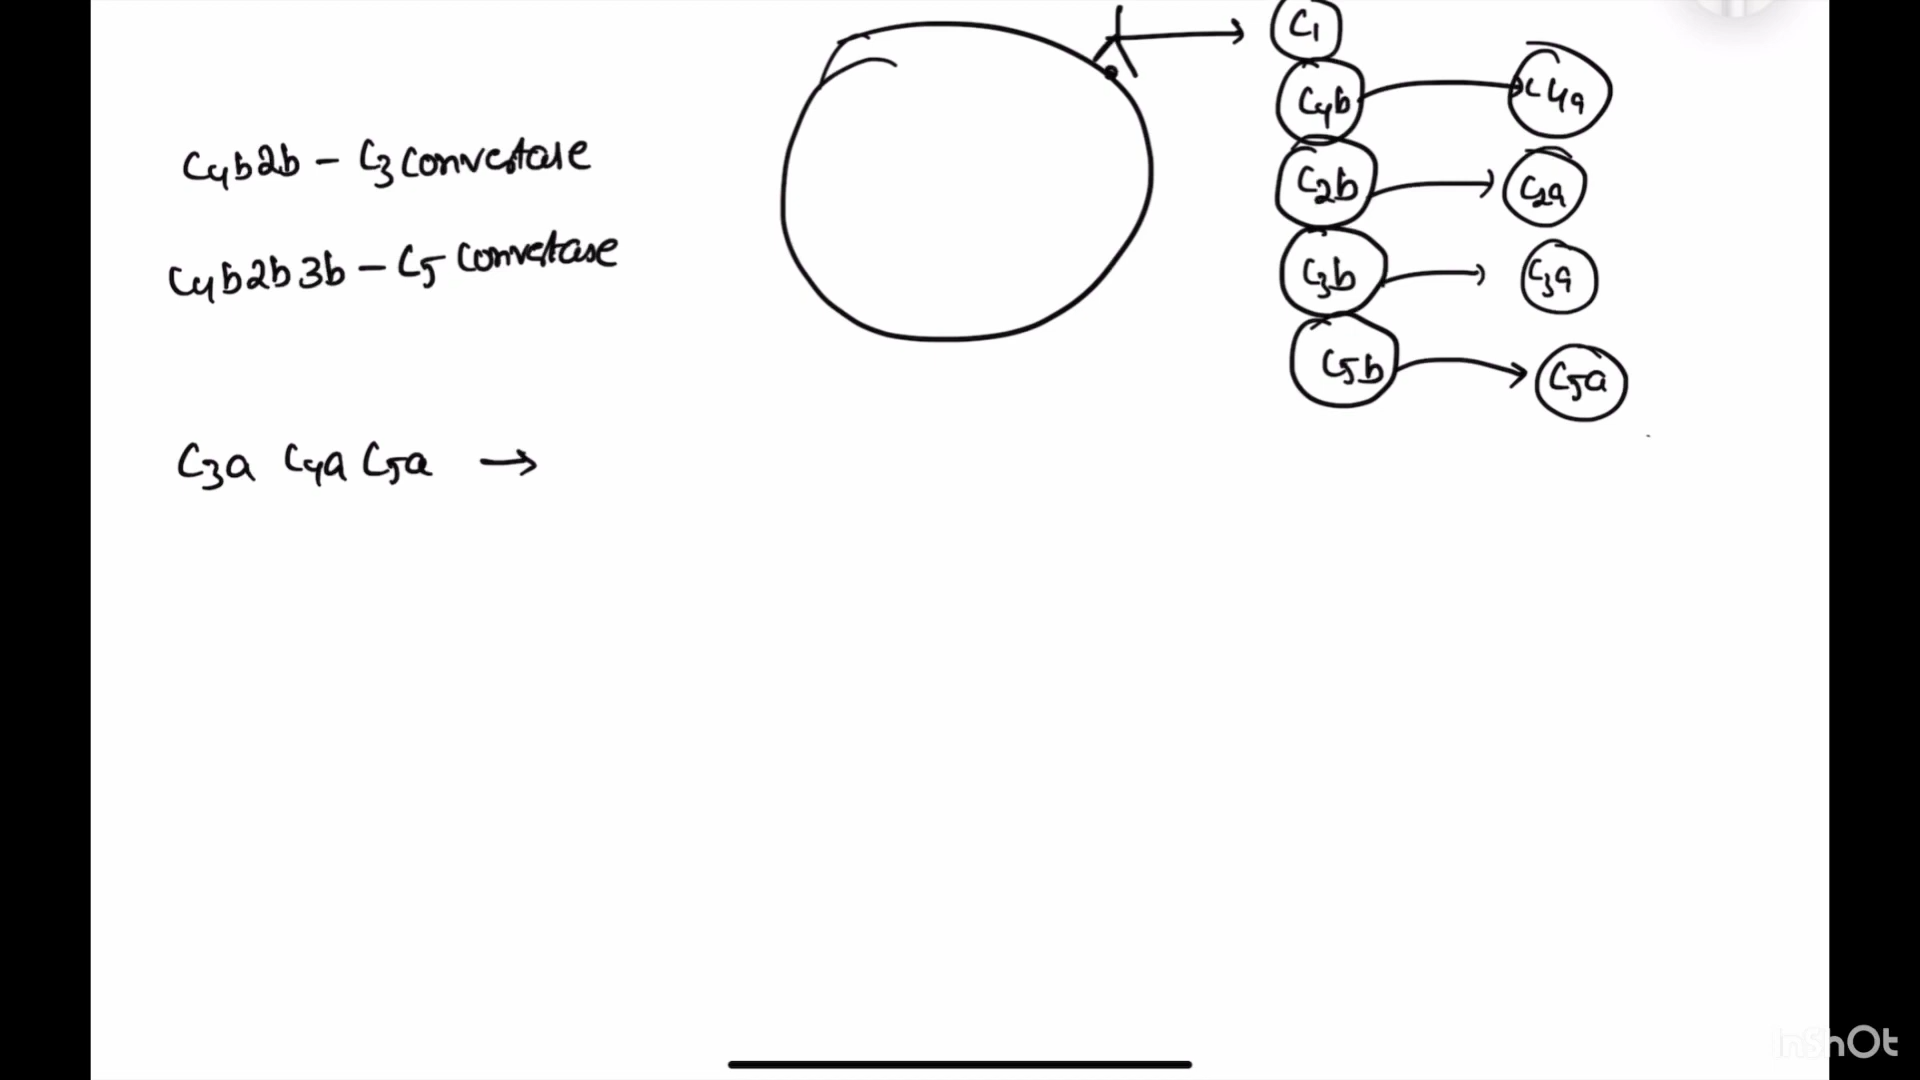 C1
C4b C4a
C4b2b - C3 convertase
C2b C2a
C4b2b3b - C5 convertase
C3b C3a
C5b C5a
C3a C4a C5a →
InShOt